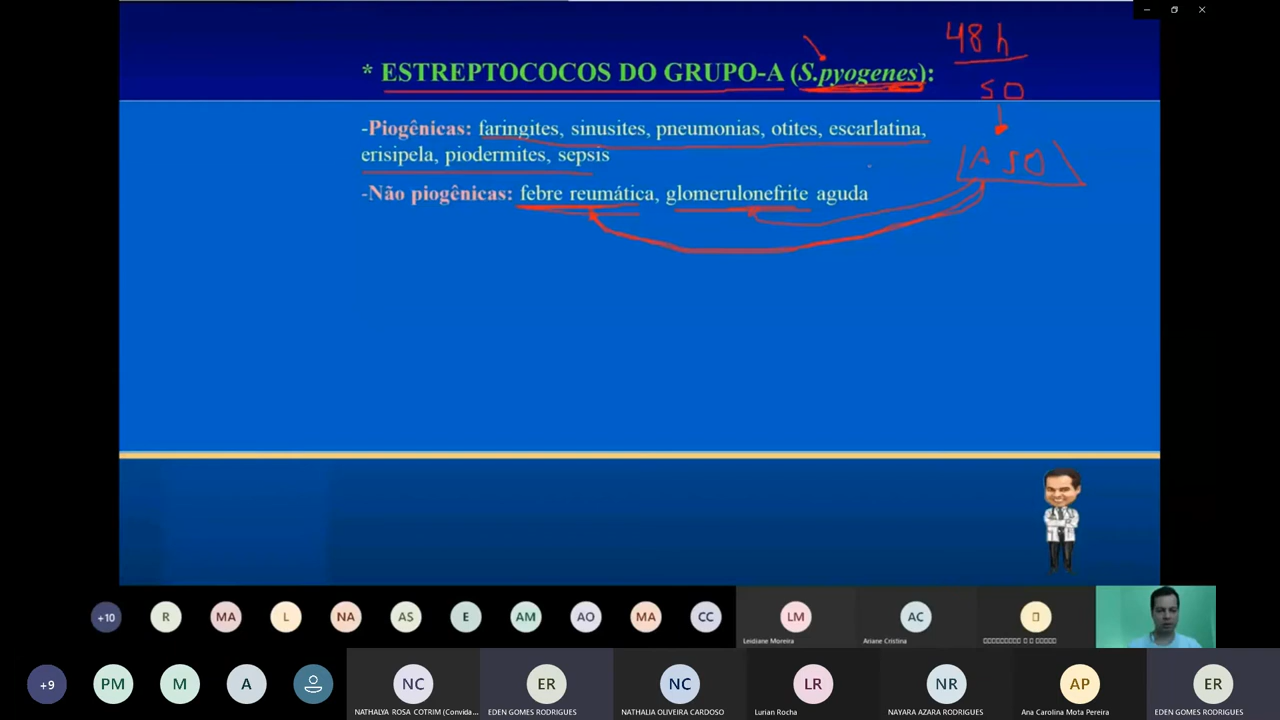 48 h
* ESTREPTOCOCOS DO GRUPO-A (S.pyogenes):
SO
-Piogênicas: faringites, sinusites, pneumonias, otites, escarlatina,
erisipela, piodermites, sepsis
ASO
-Não piogênicas: febre reumática, glomerulonefrite aguda
+10
R
MA
L
NA
AS
E
AM
AO
MA
CC
LM
Leidiane Moreira
AC
Ariane Cristina
+9
PM
M
A
NC
NATHALYA ROSA COTRIM (Convida...
ER
EDEN GOMES RODRIGUES
NC
NATHALIA OLIVEIRA CARDOSO
LR
Lurian Rocha
NR
NAYARA AZARA RODRIGUES
AP
Ana Carolina Mota Pereira
ER
EDEN GOMES RODRIGUES